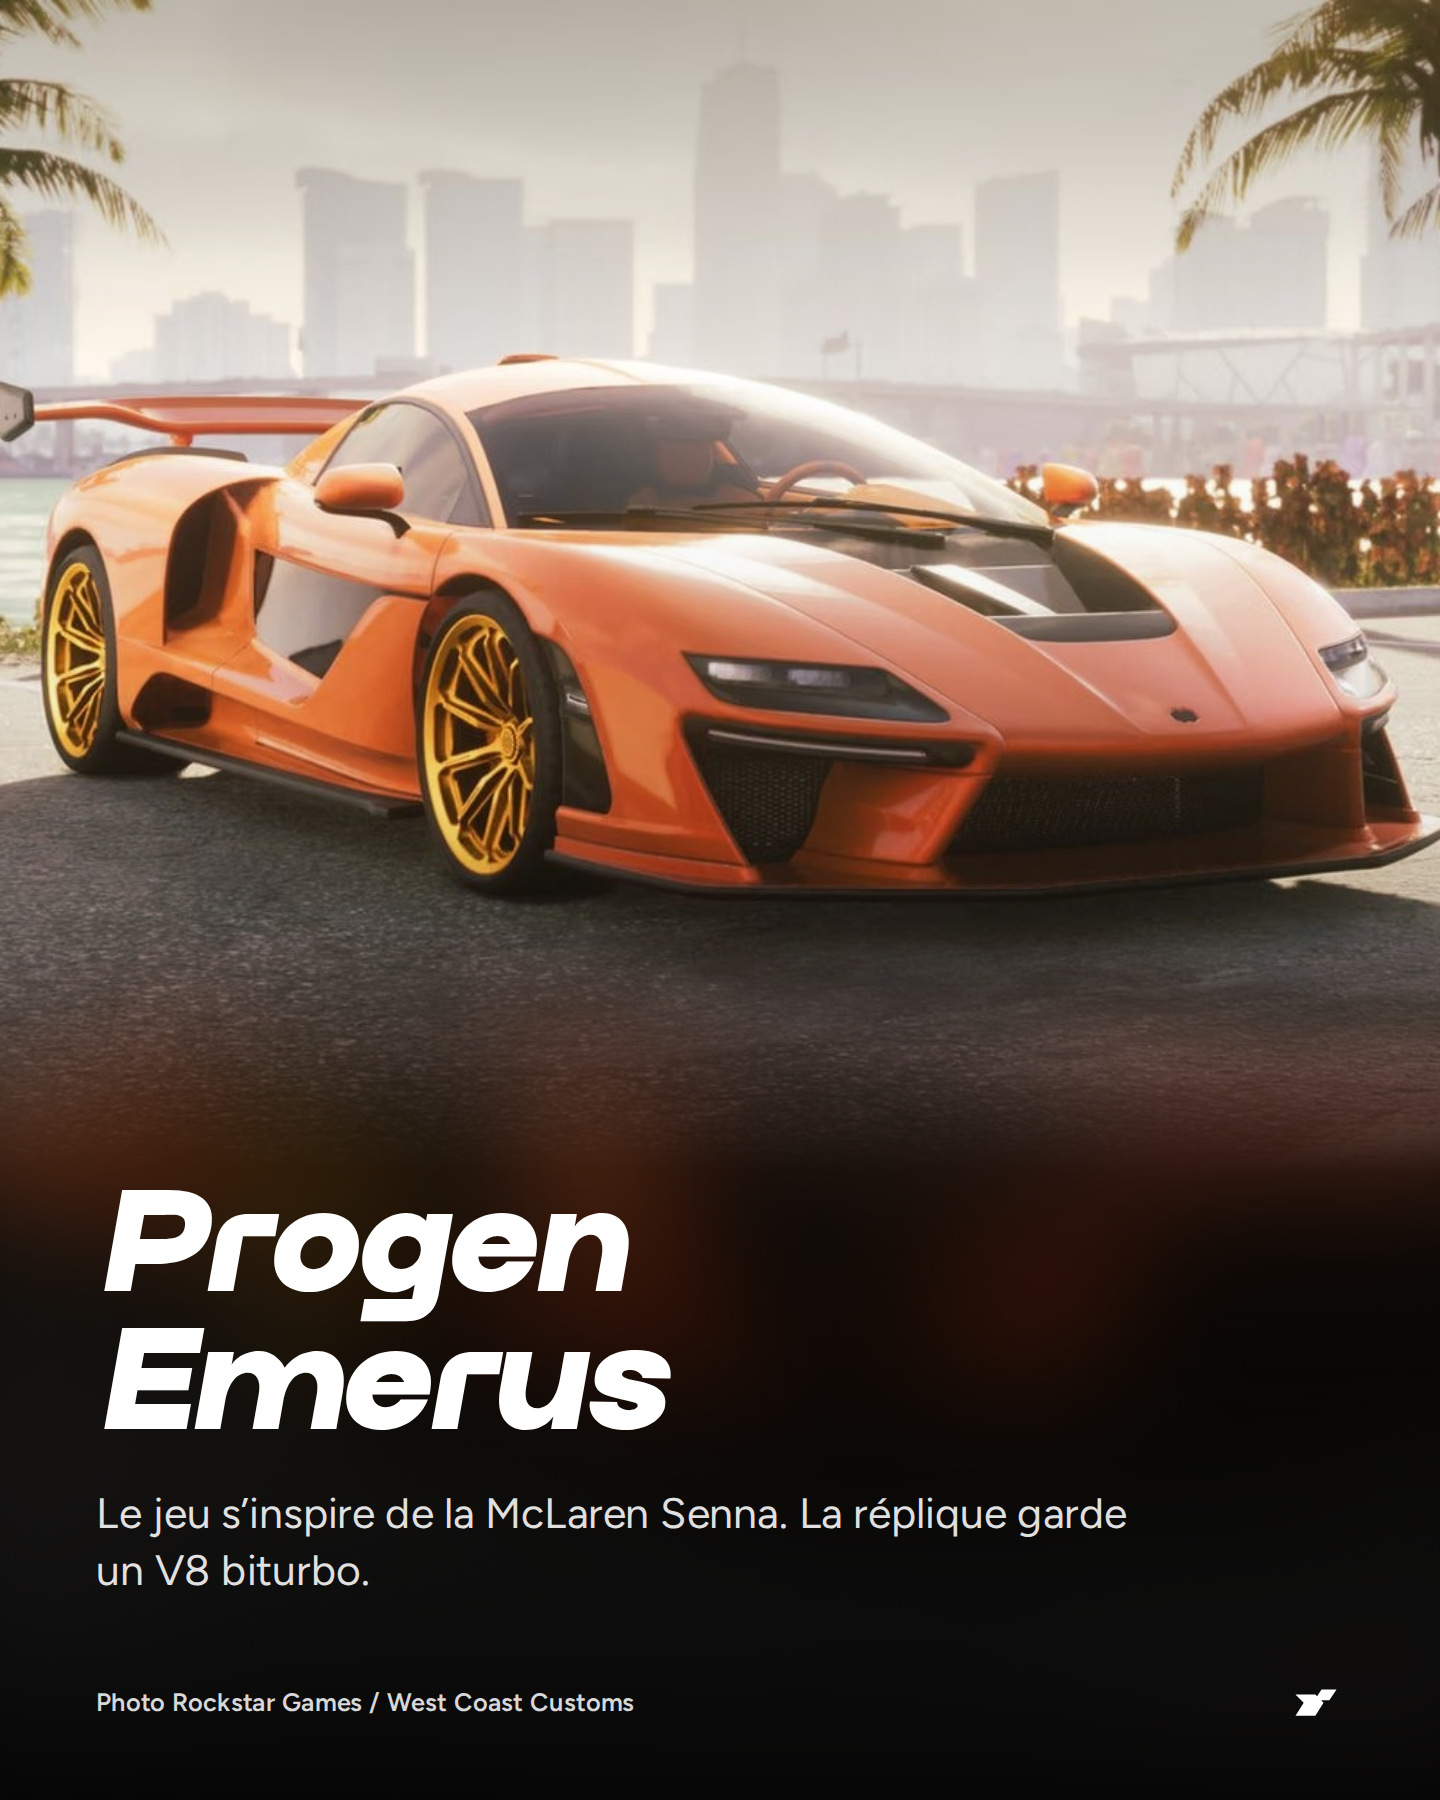 Progen
Emerus
Le jeu s’inspire de la McLaren Senna. La réplique garde
un V8 biturbo.
Photo Rockstar Games / West Coast Customs